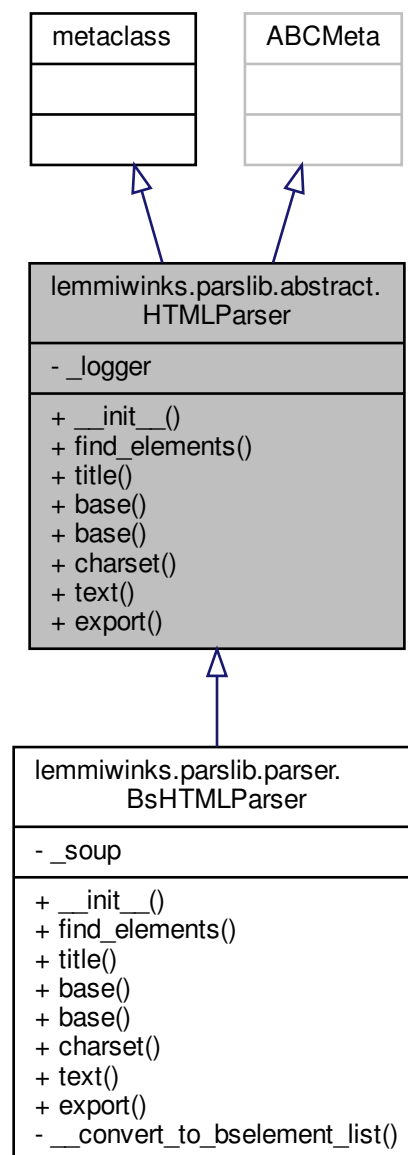 metaclass
ABCMeta
lemmiwinks.parslib.abstract.
HTMLParser
- _logger
+ __init__()
+ find_elements()
+ title()
+ base()
+ base()
+ charset()
+ text()
+ export()
lemmiwinks.parslib.parser.
BsHTMLParser
- _soup
+ __init__()
+ find_elements()
+ title()
+ base()
+ base()
+ charset()
+ text()
+ export()
- __convert_to_bselement_list()